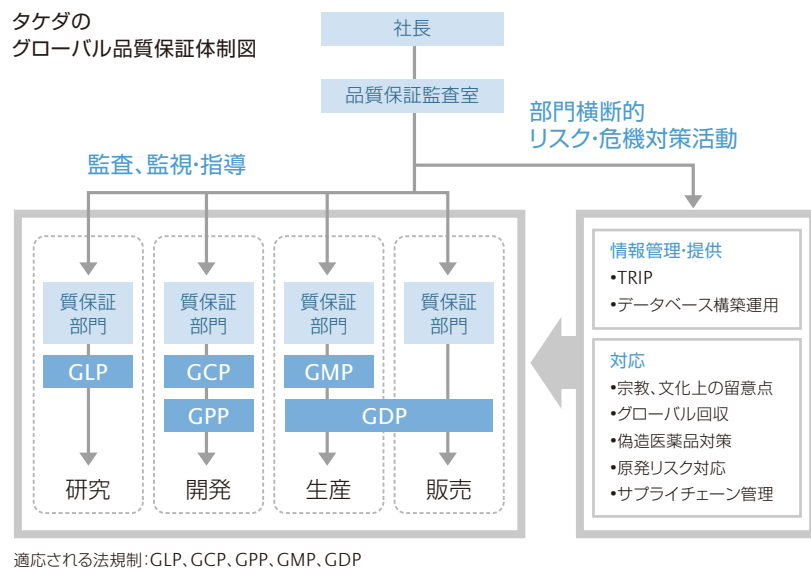 タケダの
グローバル品質保証体制図
社長
品質保証監査室
部門横断的
リスク・危機対策活動
監査、監視・指導
質保証
部門
質保証
部門
質保証
部門
質保証
部門
GLP
GCP
GMP
GPP
GDP
研究
開発
生産
販売
情報管理・提供
•TRIP
•データベース構築運用
対応
•宗教、文化上の留意点
•グローバル回収
•偽造医薬品対策
•原発リスク対応
•サプライチェーン管理
適応される法規制：GLP、GCP、GPP、GMP、GDP